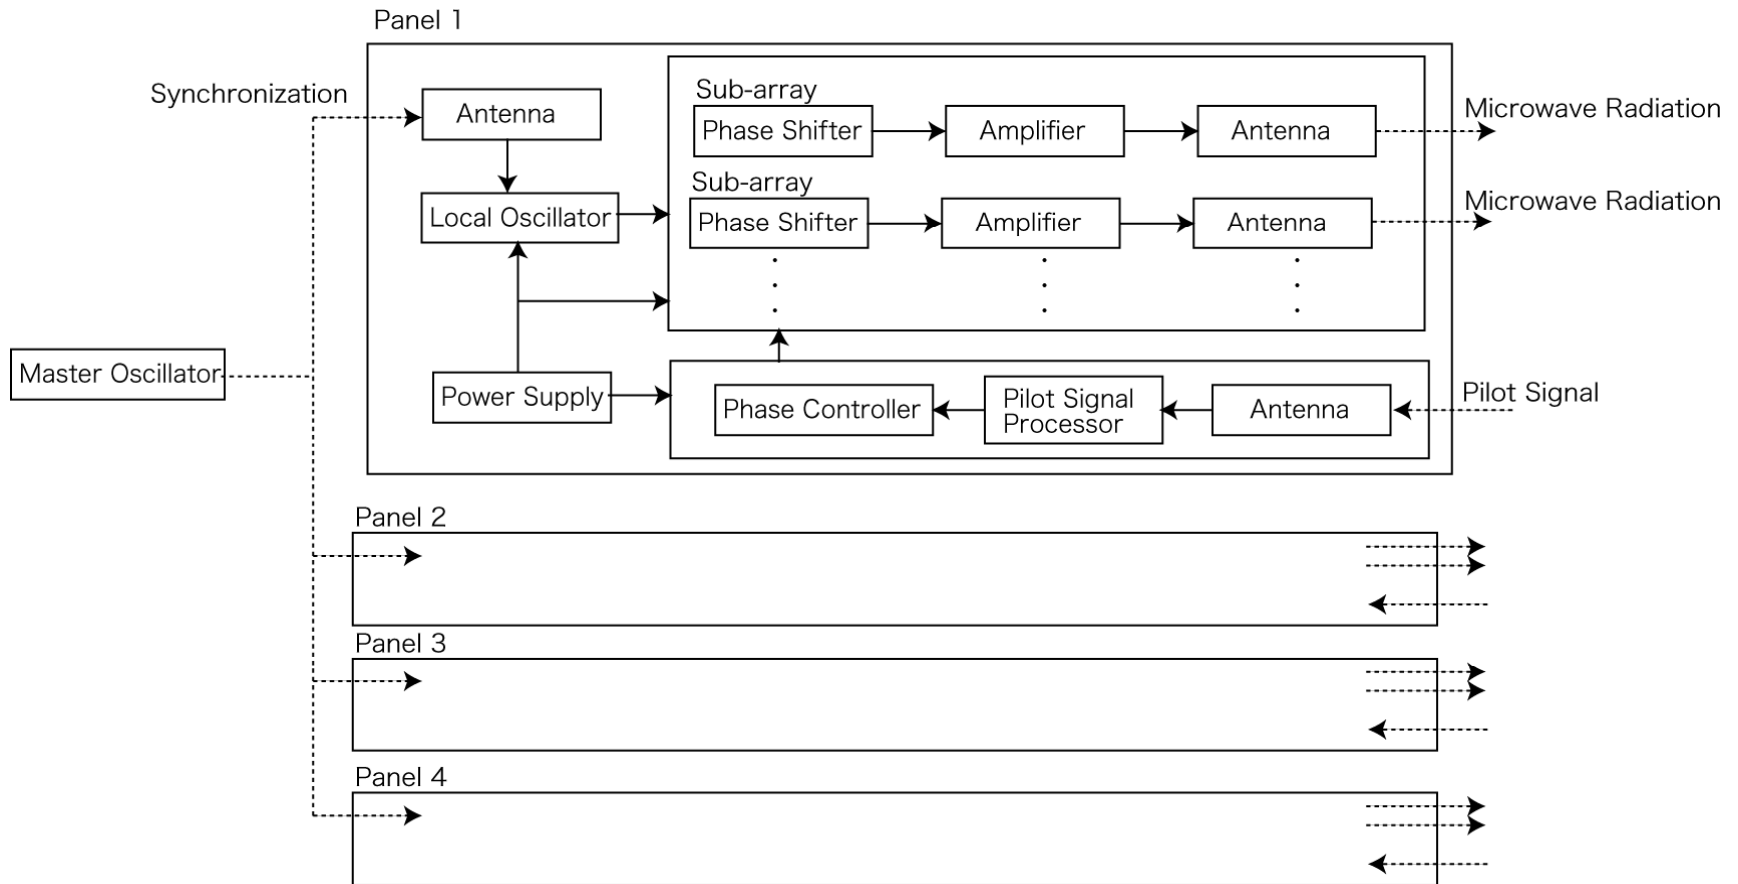 Panel 1
Synchronization
Antenna
Sub-array
Phase Shifter
Amplifier
Antenna
Microwave Radiation
Sub-array
Phase Shifter
Amplifier
Antenna
Microwave Radiation
Local Oscillator
Master Oscillator
Power Supply
Phase Controller
Pilot Signal
Processor
Antenna
Pilot Signal
Panel 2
Panel 3
Panel 4